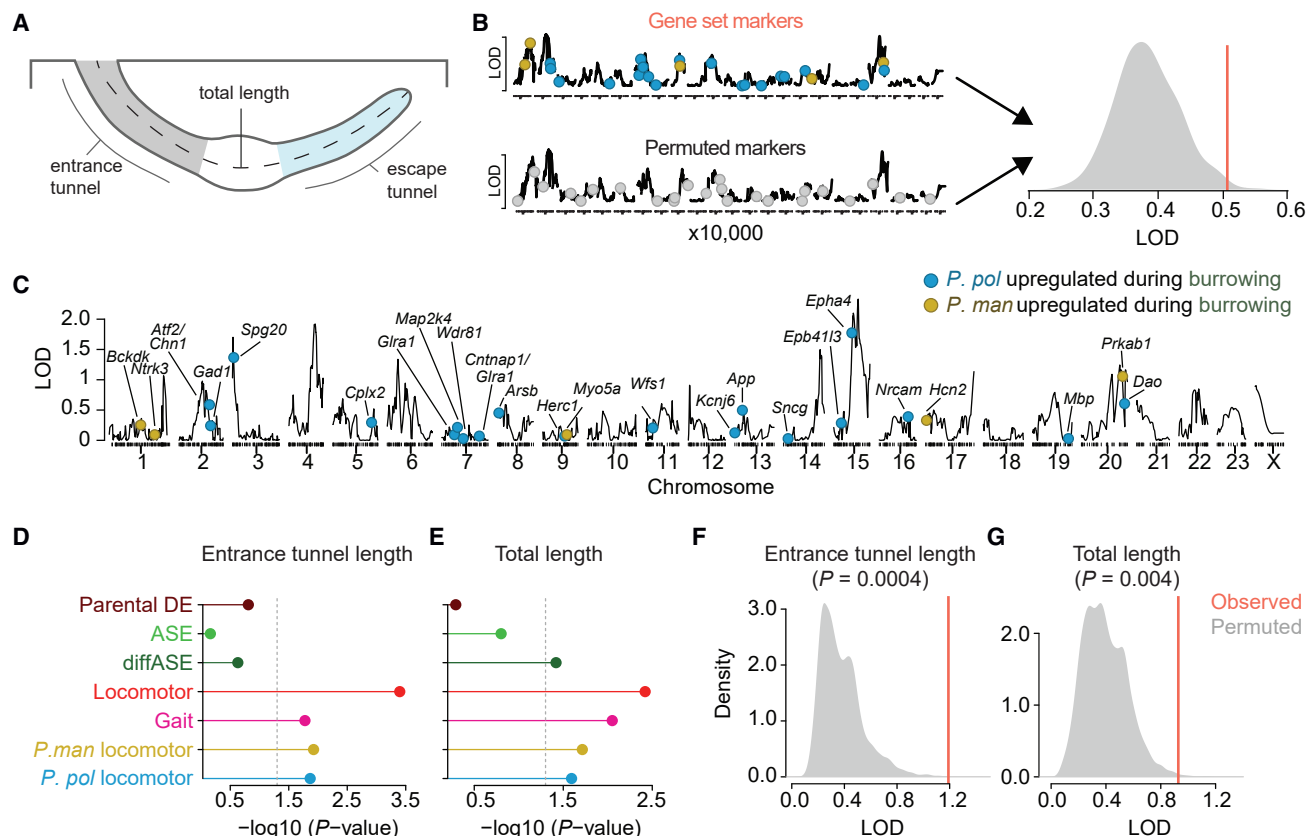 A
total length
entrance
tunnel
escape
tunnel
B
Gene set markers
LOD
Permuted markers
LOD
x10,000
0.2 0.3 0.4 0.5 0.6
LOD
C
P. pol upregulated during burrowing
P. man upregulated during burrowing
LOD
2.0
1.5
1.0
0.5
0
Bckdk
Ntrk3
Atf2/
Chn1
Gad1
Spg20
Cplx2
Glra1
Map2k4
Wdr81
Cntnap1/
Glra1
Arsb
Herc1
Myo5a
Wfs1
Kcnj6
App
Sncg
Epb41l3
Epha4
Nrcam
Hcn2
Mbp
Prkab1
Dao
1 2 3 4 5 6 7 8 9 10 11 12 13 14 15 16 17 18 19 20 21 22 23 X
Chromosome
D
Entrance tunnel length
Parental DE
ASE
diffASE
Locomotor
Gait
P.man locomotor
P. pol locomotor
0.5 1.5 2.5 3.5
−log10 (P−value)
E
Total length
0.5 1.5 2.5
−log10 (P−value)
F
Entrance tunnel length
(P = 0.0004)
Density
3.0
2.0
1.0
0.0
0.0 0.4 0.8 1.2
LOD
G
Total length
(P = 0.004)
Observed
Permuted
2.0
1.0
0.0
0.0 0.4 0.8 1.2
LOD